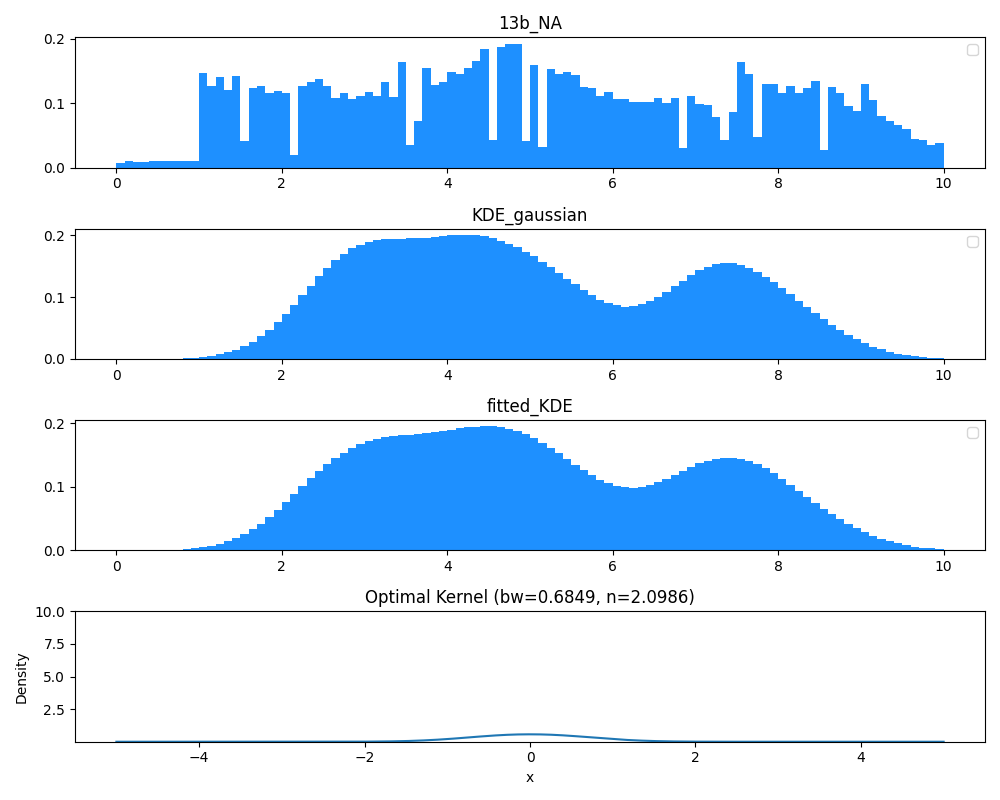 13b_NA
0.2
0.1
0.0
0 2 4 6 8 10
KDE_gaussian
0.2
0.1
0.0
0 2 4 6 8 10
fitted_KDE
0.2
0.1
0.0
0 2 4 6 8 10
Optimal Kernel (bw=0.6849, n=2.0986)
10.0
7.5
5.0
2.5
Density
−4 −2 0 2 4
x